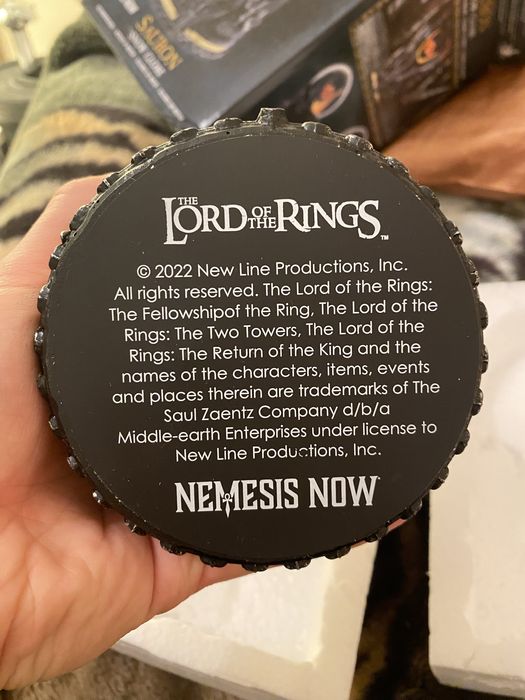 SAURON
THE
LORD OF THE RINGS™
© 2022 New Line Productions, Inc.
All rights reserved. The Lord of the Rings:
The Fellowshipof the Ring, The Lord of the
Rings: The Two Towers, The Lord of the
Rings: The Return of the King and the
names of the characters, items, events
and places therein are trademarks of The
Saul Zaentz Company d/b/a
Middle-earth Enterprises under license to
New Line Productions, Inc.
NEMESIS NOW